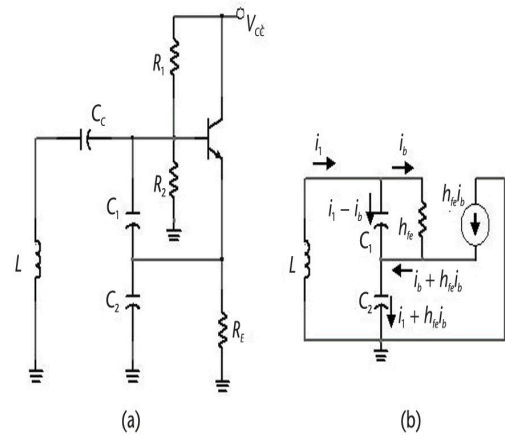 V_cc
R_1
C_c
R_2
C_1
L
C_2
R_E
(a)
i_1
i_b
h_fe i_b
i_1 – i_b
C_1
h_fe
L
i_b + h_fe i_b
C_2
i_1 + h_fe i_b
(b)